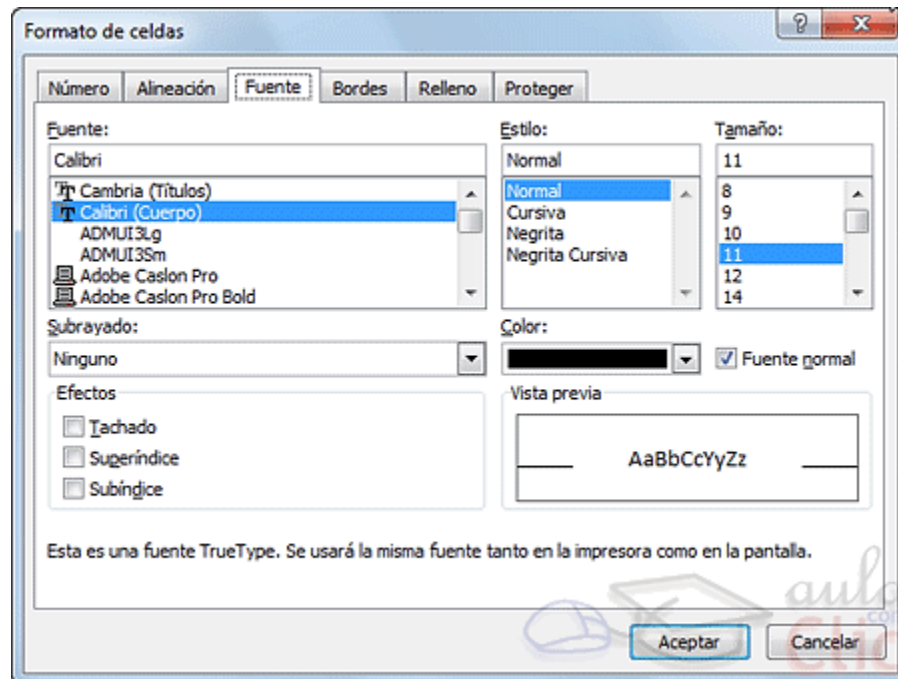 Formato de celdas
Número Alineación Fuente Bordes Relleno Proteger
Fuente: Estilo: Tamaño:
Calibri Normal 11
Cambria (Títulos) Normal 8
Calibri (Cuerpo) Cursiva 9
ADMUI3Lg Negrita 10
ADMUI3Sm Negrita Cursiva 11
Adobe Caslon Pro 12
Adobe Caslon Pro Bold 14
Subrayado: Color:
Ninguno Fuente normal
Efectos Vista previa
Tachado
Superíndice AaBbCcYyZz
Subíndice
Esta es una fuente TrueType. Se usará la misma fuente tanto en la impresora como en la pantalla.
aula
Clic
Aceptar Cancelar